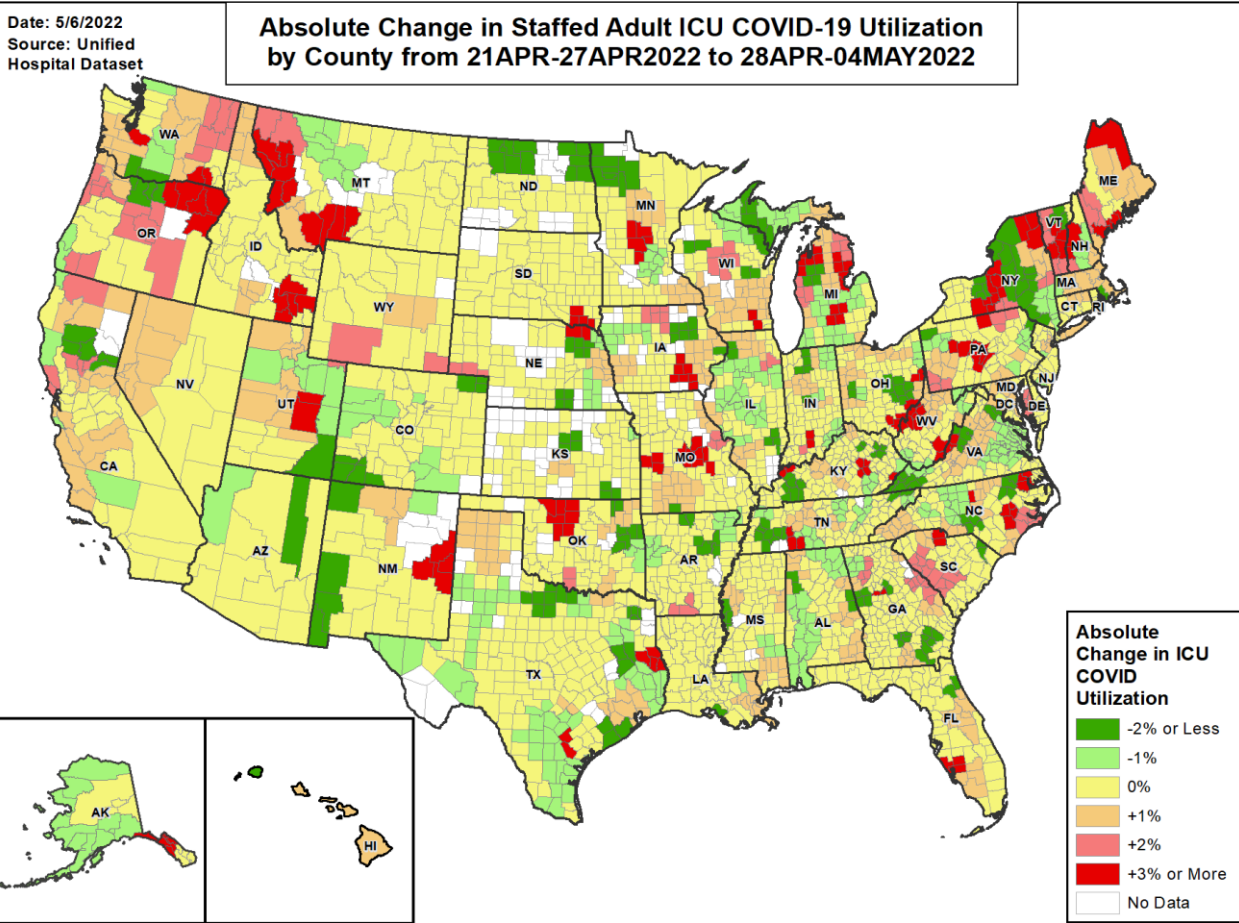 Date: 5/6/2022
Source: Unified
Hospital Dataset
Absolute Change in Staffed Adult ICU COVID-19 Utilization
by County from 21APR-27APR2022 to 28APR-04MAY2022
WA
MT
ND
MN
ME
VT
NH
OR
ID
SD
WI
MI
NY
MA
CT
RI
WY
NE
IA
PA
NJ
NV
UT
CO
IL
IN
OH
MD
DC
DE
WV
VA
CA
KS
MO
KY
AZ
NM
OK
AR
TN
NC
SC
MS
AL
GA
TX
LA
FL
AK
HI
Absolute
Change in ICU
COVID
Utilization
-2% or Less
-1%
0%
+1%
+2%
+3% or More
No Data